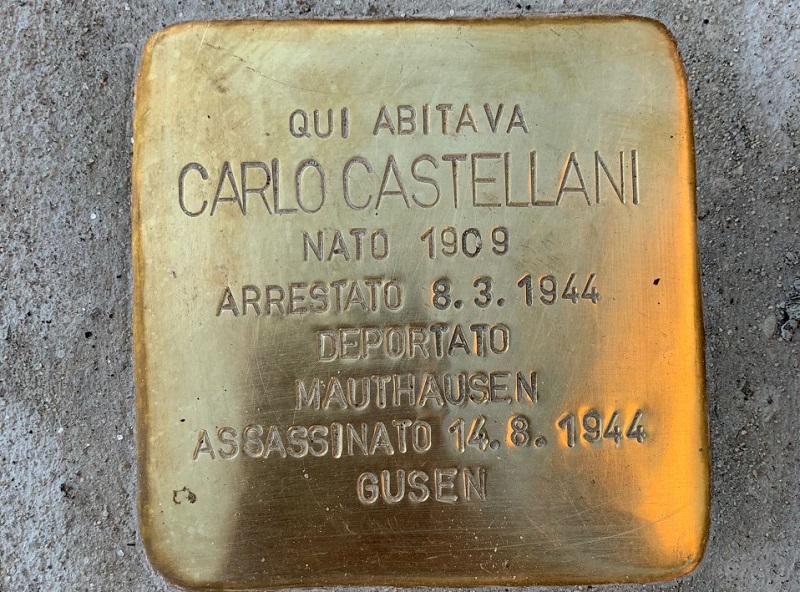 QUI ABITAVA
CARLO CASTELLANI
NATO 1909
ARRESTATO 8.3.1944
DEPORTATO
MAUTHAUSEN
ASSASSINATO 14.8.1944
GUSEN